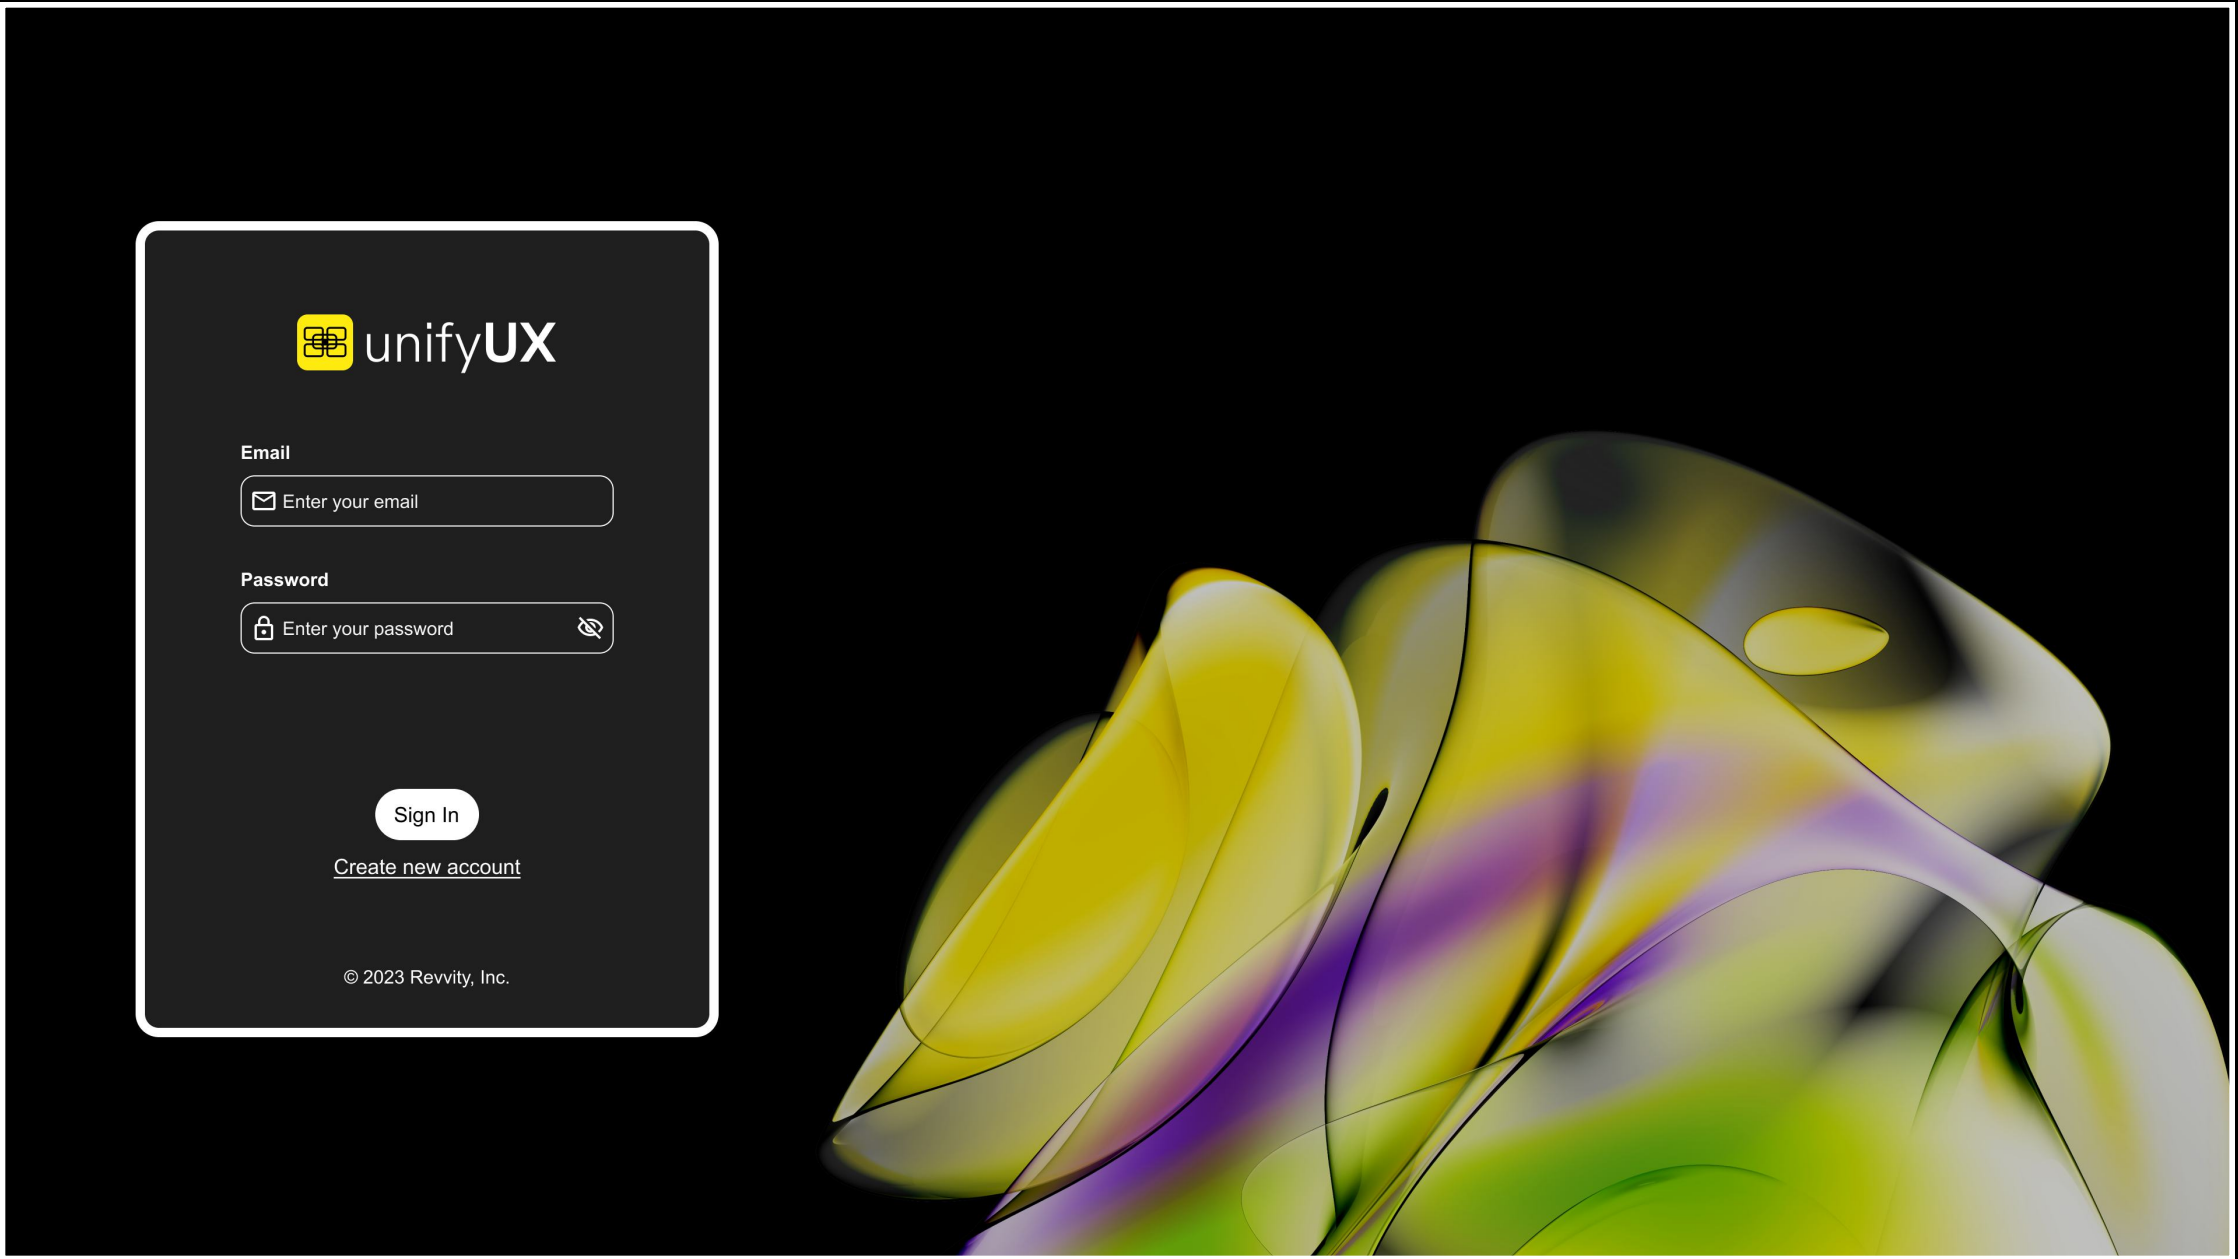 unifyUX
Email
Enter your email
Password
Enter your password
Sign In
Create new account
© 2023 Revvity, Inc.